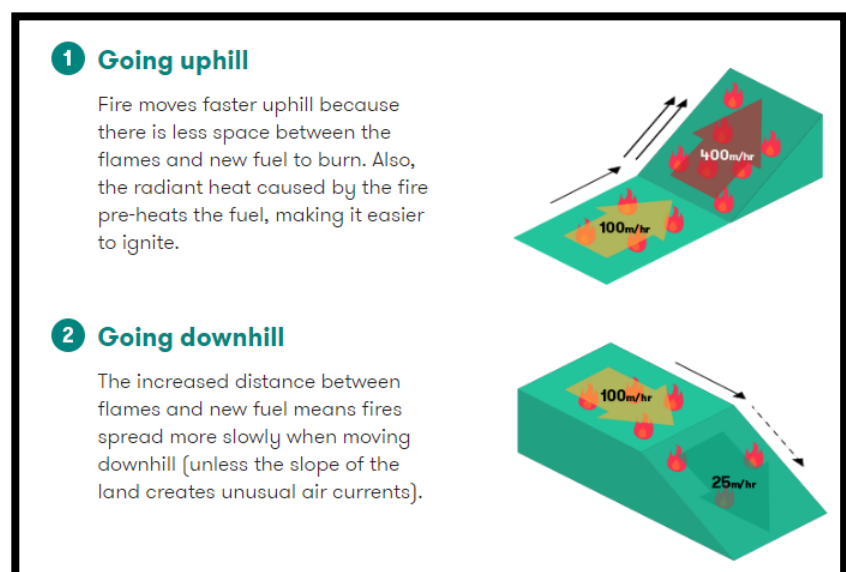 1 Going uphill
Fire moves faster uphill because
there is less space between the
flames and new fuel to burn. Also,
the radiant heat caused by the fire
pre-heats the fuel, making it easier
to ignite.
400m/hr
100m/hr
2 Going downhill
The increased distance between
flames and new fuel means fires
spread more slowly when moving
downhill (unless the slope of the
land creates unusual air currents).
100m/hr
25m/hr